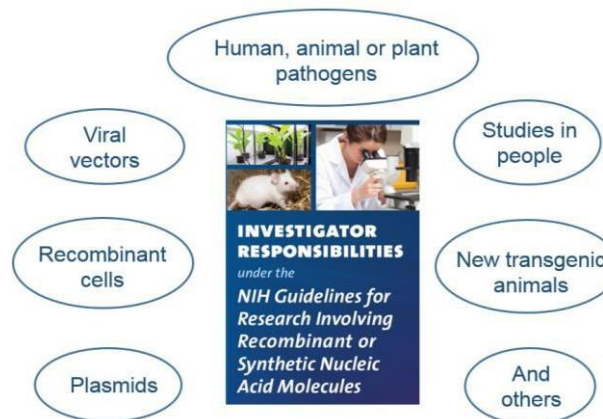 Human, animal or plant
pathogens
Viral
vectors
Studies in
people
Recombinant
cells
New transgenic
animals
Plasmids
And
others
INVESTIGATOR
RESPONSIBILITIES
under the
NIH Guidelines for
Research Involving
Recombinant or
Synthetic Nucleic
Acid Molecules